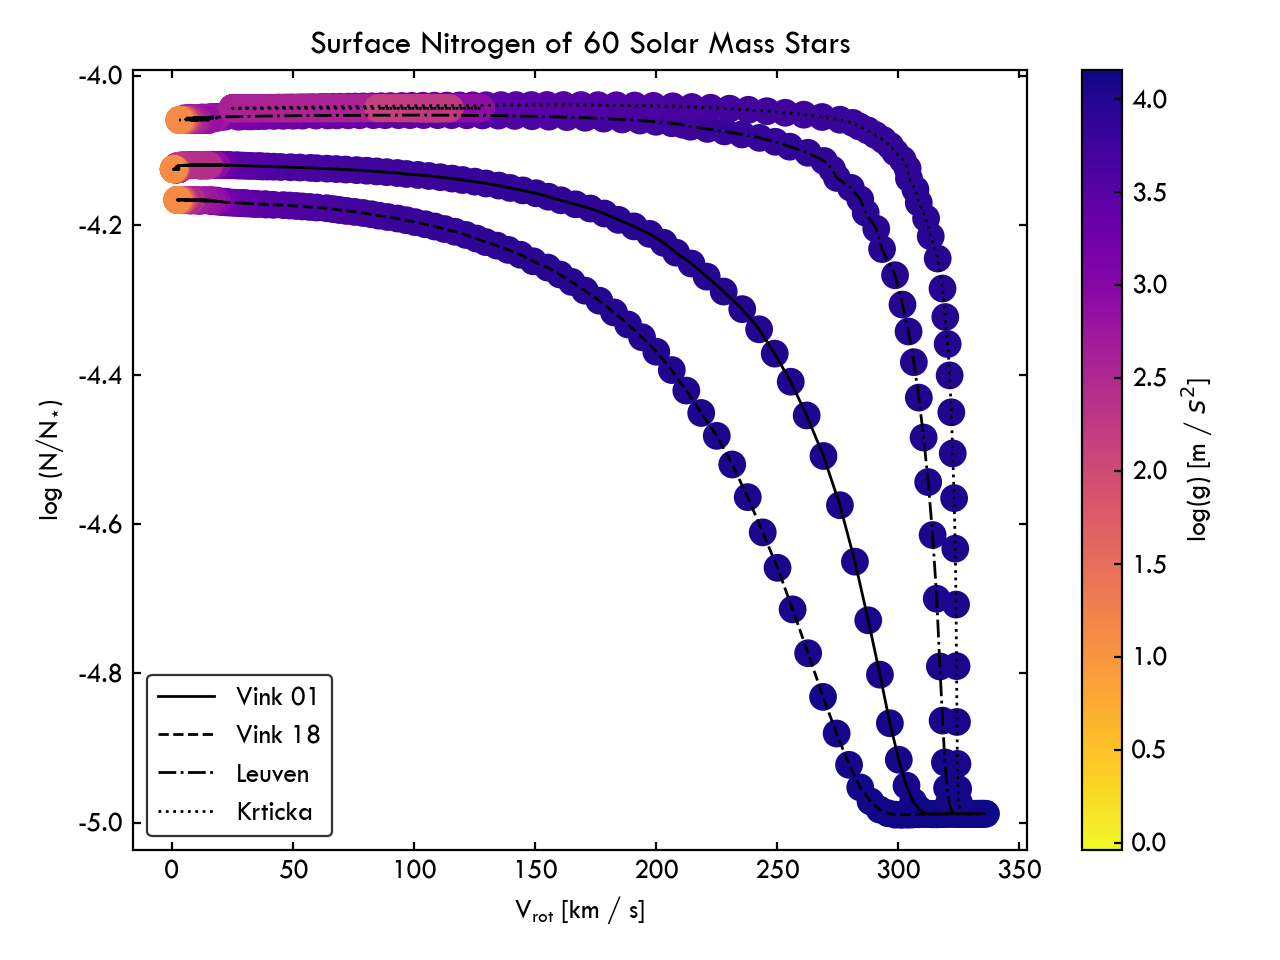 Surface Nitrogen of 60 Solar Mass Stars
log (N/N⋆)
-4.0
-4.2
-4.4
-4.6
-4.8
-5.0
0 50 100 150 200 250 300 350
V_rot [km / s]
Vink 01
Vink 18
Leuven
Krticka
4.0
3.5
3.0
2.5
2.0
1.5
1.0
0.5
0.0
log(g) [m / s²]